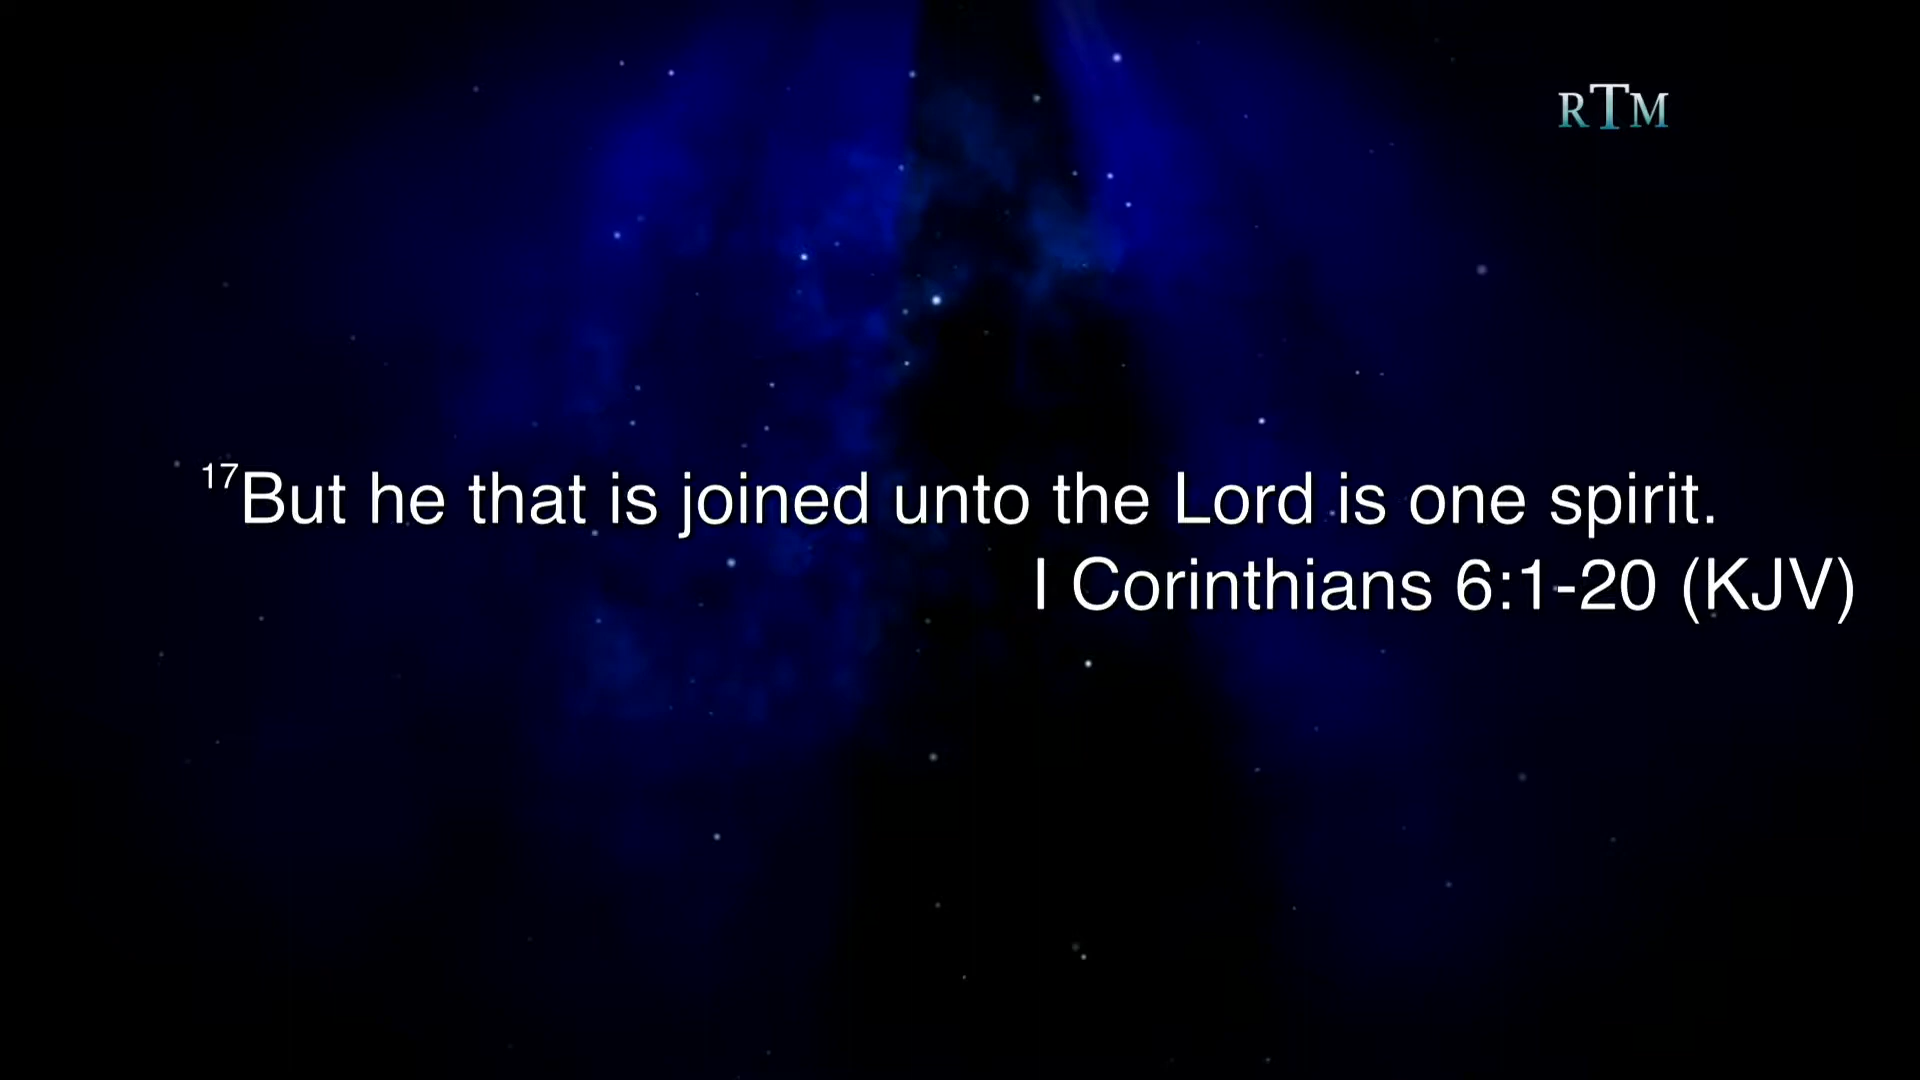 RTM
17But he that is joined unto the Lord is one spirit.
I Corinthians 6:1-20 (KJV)